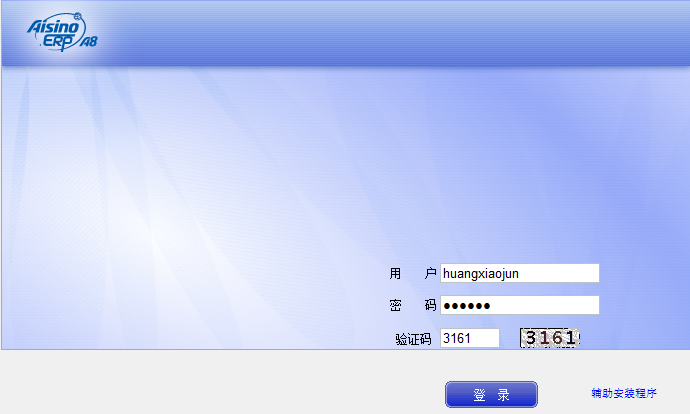 Aisino
ERP A8
用 户 huangxiaojun
密 码 ●●●●●●
验证码 3161 3161
登 录 辅助安装程序